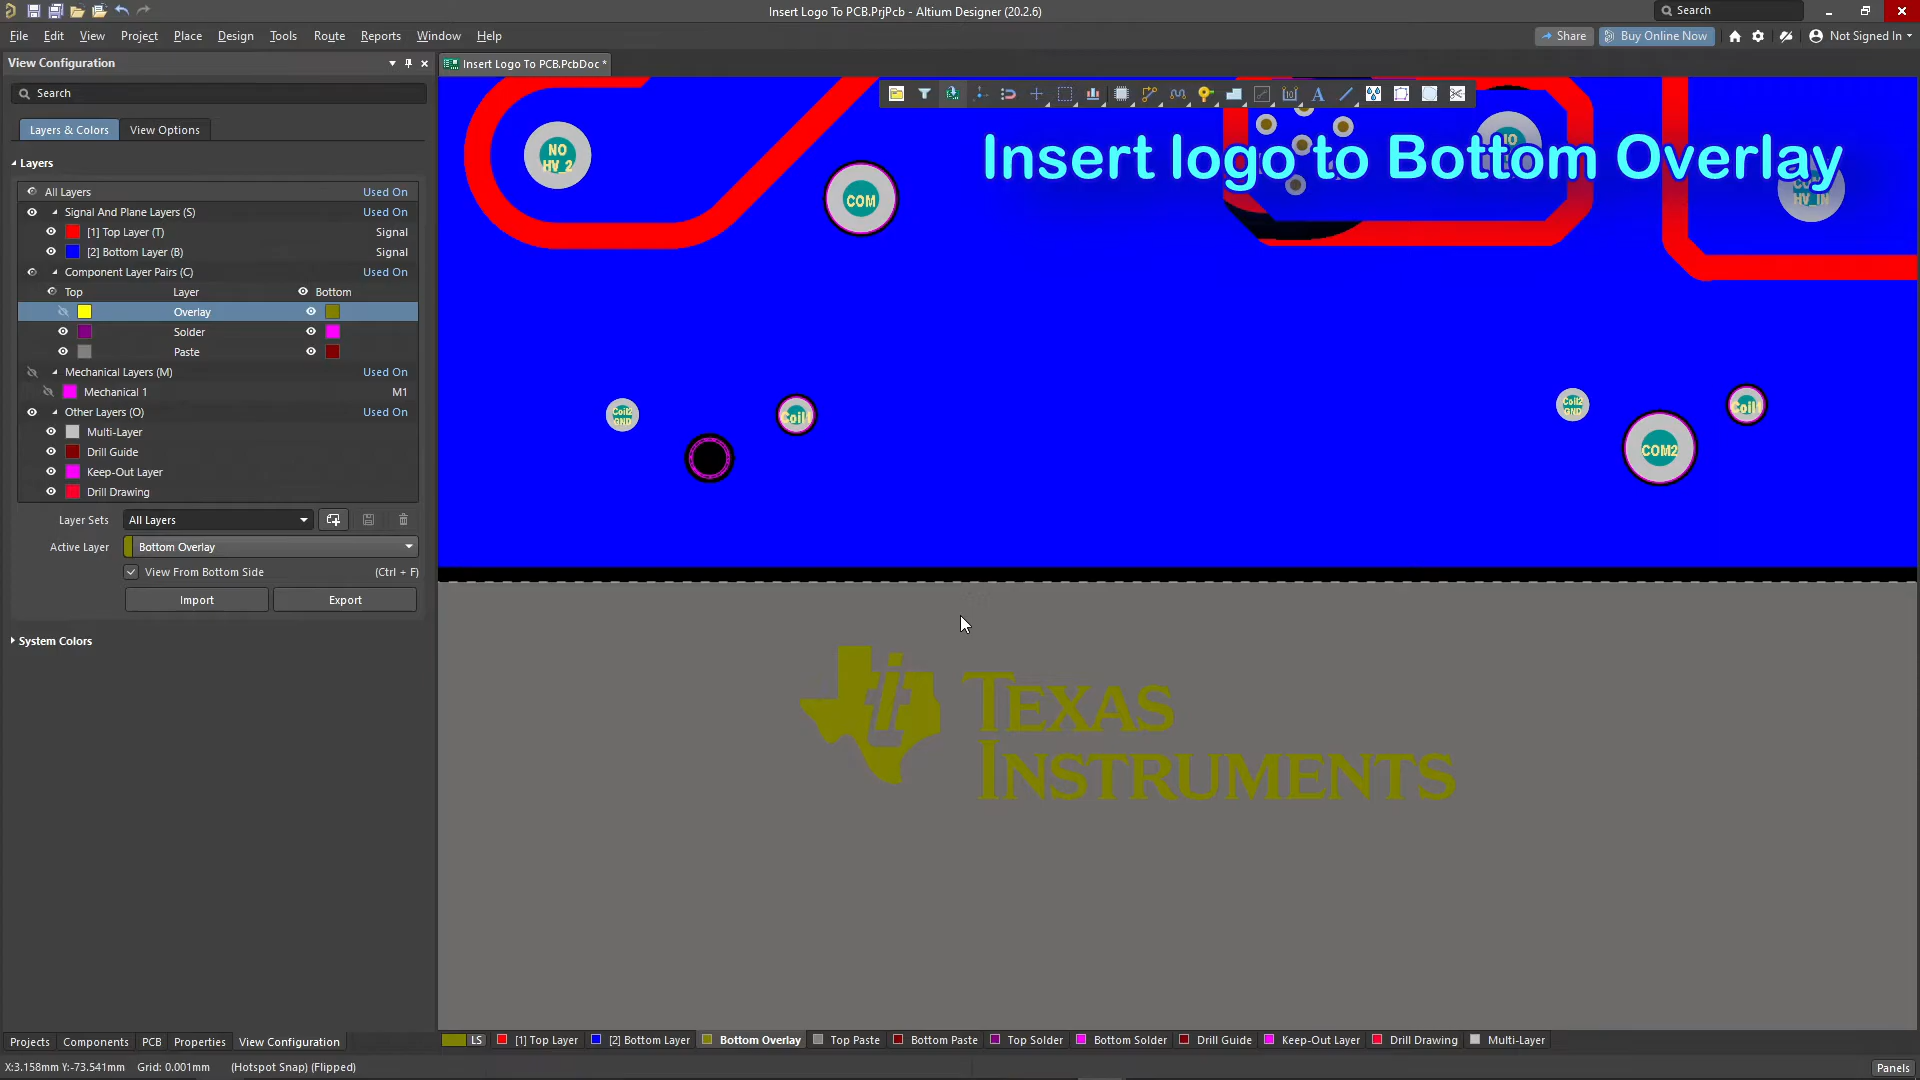 Insert Logo To PCB.PrjPcb - Altium Designer (20.2.6)
Search
File Edit View Project Place Design Tools Route Reports Window Help
Share
Buy Online Now
Not Signed In
View Configuration
Insert Logo To PCB.PcbDoc *
Search
Layers & Colors
View Options
Layers
All Layers Used On
Signal And Plane Layers (S) Used On
[1] Top Layer (T) Signal
[2] Bottom Layer (B) Signal
Component Layer Pairs (C) Used On
Top Layer Bottom
Overlay
Solder
Paste
Mechanical Layers (M) Used On
Mechanical 1 M1
Other Layers (O) Used On
Multi-Layer
Drill Guide
Keep-Out Layer
Drill Drawing
Layer Sets All Layers
Active Layer Bottom Overlay
View From Bottom Side (Ctrl + F)
Import Export
System Colors
Insert logo to Bottom Overlay
NO
HV_2
COM
HV_IN
Coil2
GND
Coil1
Coil2
GND
Coil1
COM2
TEXAS
INSTRUMENTS
Projects Components PCB Properties View Configuration
LS [1] Top Layer [2] Bottom Layer Bottom Overlay Top Paste Bottom Paste Top Solder Bottom Solder Drill Guide Keep-Out Layer Drill Drawing Multi-Layer
X:3.158mm Y:-73.541mm Grid: 0.001mm (Hotspot Snap) (Flipped)
Panels